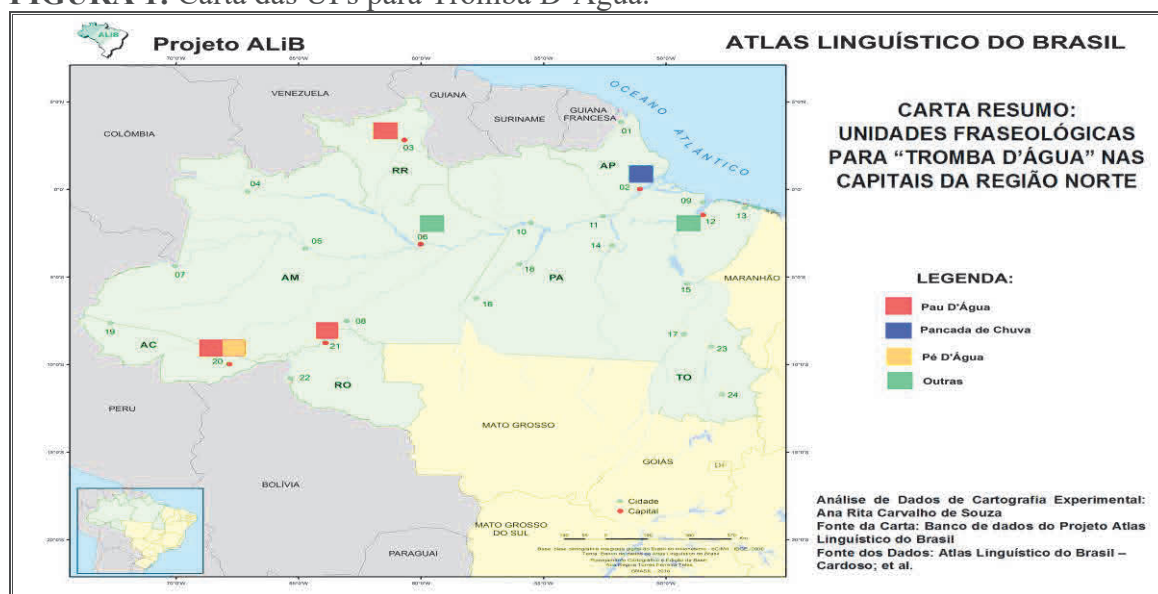 FIGURA 1: Carta das UFs para Tromba D'Água.
ALiB
Projeto ALiB
ATLAS LINGUÍSTICO DO BRASIL
CARTA RESUMO:
UNIDADES FRASEOLÓGICAS
PARA "TROMBA D'ÁGUA" NAS
CAPITAIS DA REGIÃO NORTE
VENEZUELA
GUIANA
SURINAME
GUIANA
FRANCESA
COLÔMBIA
OCEANO
ATLÂNTICO
01
03
RR
AP
02
04
09
13
12
06
10
11
05
14
07
AM
18
PA
MARANHÃO
15
16
08
19
17
23
AC
20
21
22
RO
TO
24
PERU
MATO GROSSO
BOLÍVIA
GOIÁS
DF
MATO GROSSO
DO SUL
PARAGUAI
Cidade
Capital
LEGENDA:
Pau D'Água
Pancada de Chuva
Pé D'Água
Outras
Análise de Dados de Cartografia Experimental:
Ana Rita Carvalho de Souza
Fonte da Carta: Banco de dados do Projeto Atlas
Linguístico do Brasil
Fonte dos Dados: Atlas Linguístico do Brasil –
Cardoso; et al.